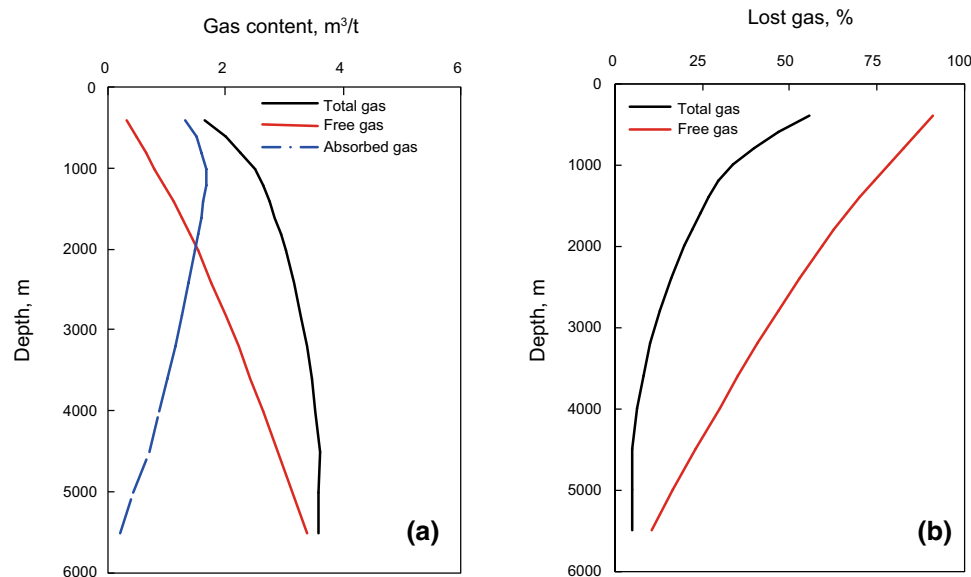 Gas content, m³/t
0 2 4 6
0
1000
2000
3000
4000
5000
6000
Depth, m
Total gas
Free gas
Absorbed gas
(a)
Lost gas, %
0 25 50 75 100
0
1000
2000
3000
4000
5000
6000
Depth, m
Total gas
Free gas
(b)